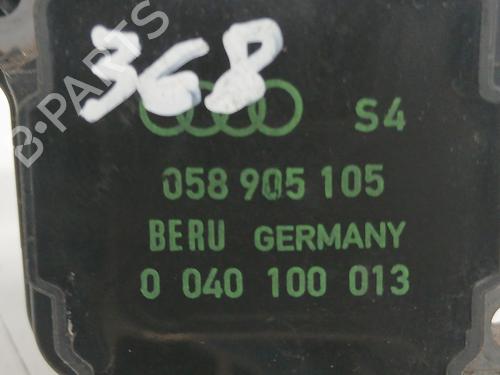 368
S4
058 905 105
BERU GERMANY
0 040 100 013
B-PARTS